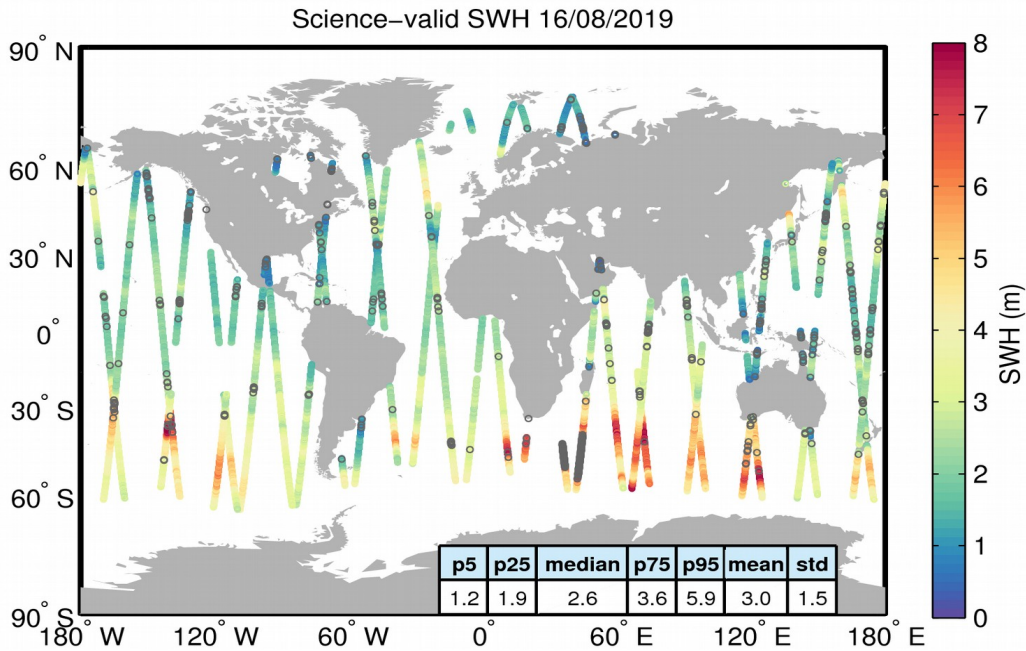 Science−valid SWH 16/08/2019
90° N
60° N
30° N
0°
30° S
60° S
90° S
180° W
120° W
60° W
0°
60° E
120° E
180° E
p5 p25 median p75 p95 mean std
1.2 1.9 2.6 3.6 5.9 3.0 1.5
8
7
6
5
4
3
2
1
0
SWH (m)